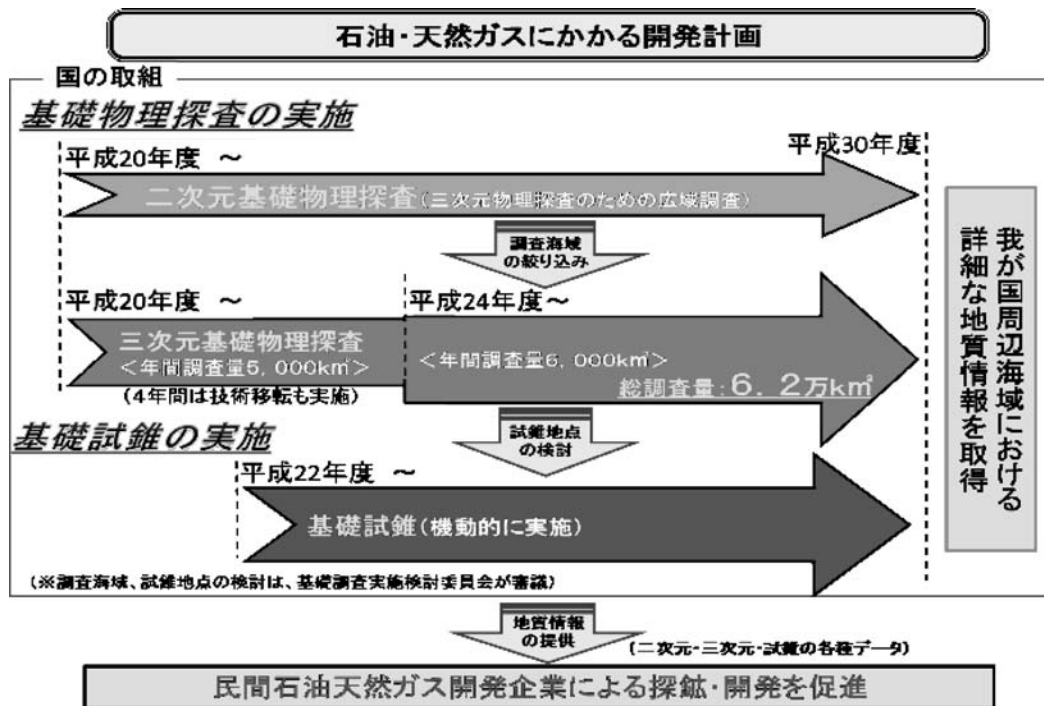 石油・天然ガスにかかる開発計画
国の取組
基礎物理探査の実施
平成20年度 ～
平成30年度
二次元基礎物理探査(三次元物理探査のための広域調査)
調査海域
の絞り込み
平成20年度 ～
平成24年度～
三次元基礎物理探査
＜年間調査量5，000km²＞
＜年間調査量6，000km²＞
(4年間は技術移転も実施)
総調査量：6．2万km²
基礎試錐の実施
試錐地点
の検討
平成22年度 ～
基礎試錐(機動的に実施)
(※調査海域、試錐地点の検討は、基礎調査実施検討委員会が審議)
我が国周辺海域における
詳細な地質情報を取得
地質情報
の提供
(二次元・三次元・試錐の各種データ)
民間石油天然ガス開発企業による探鉱・開発を促進